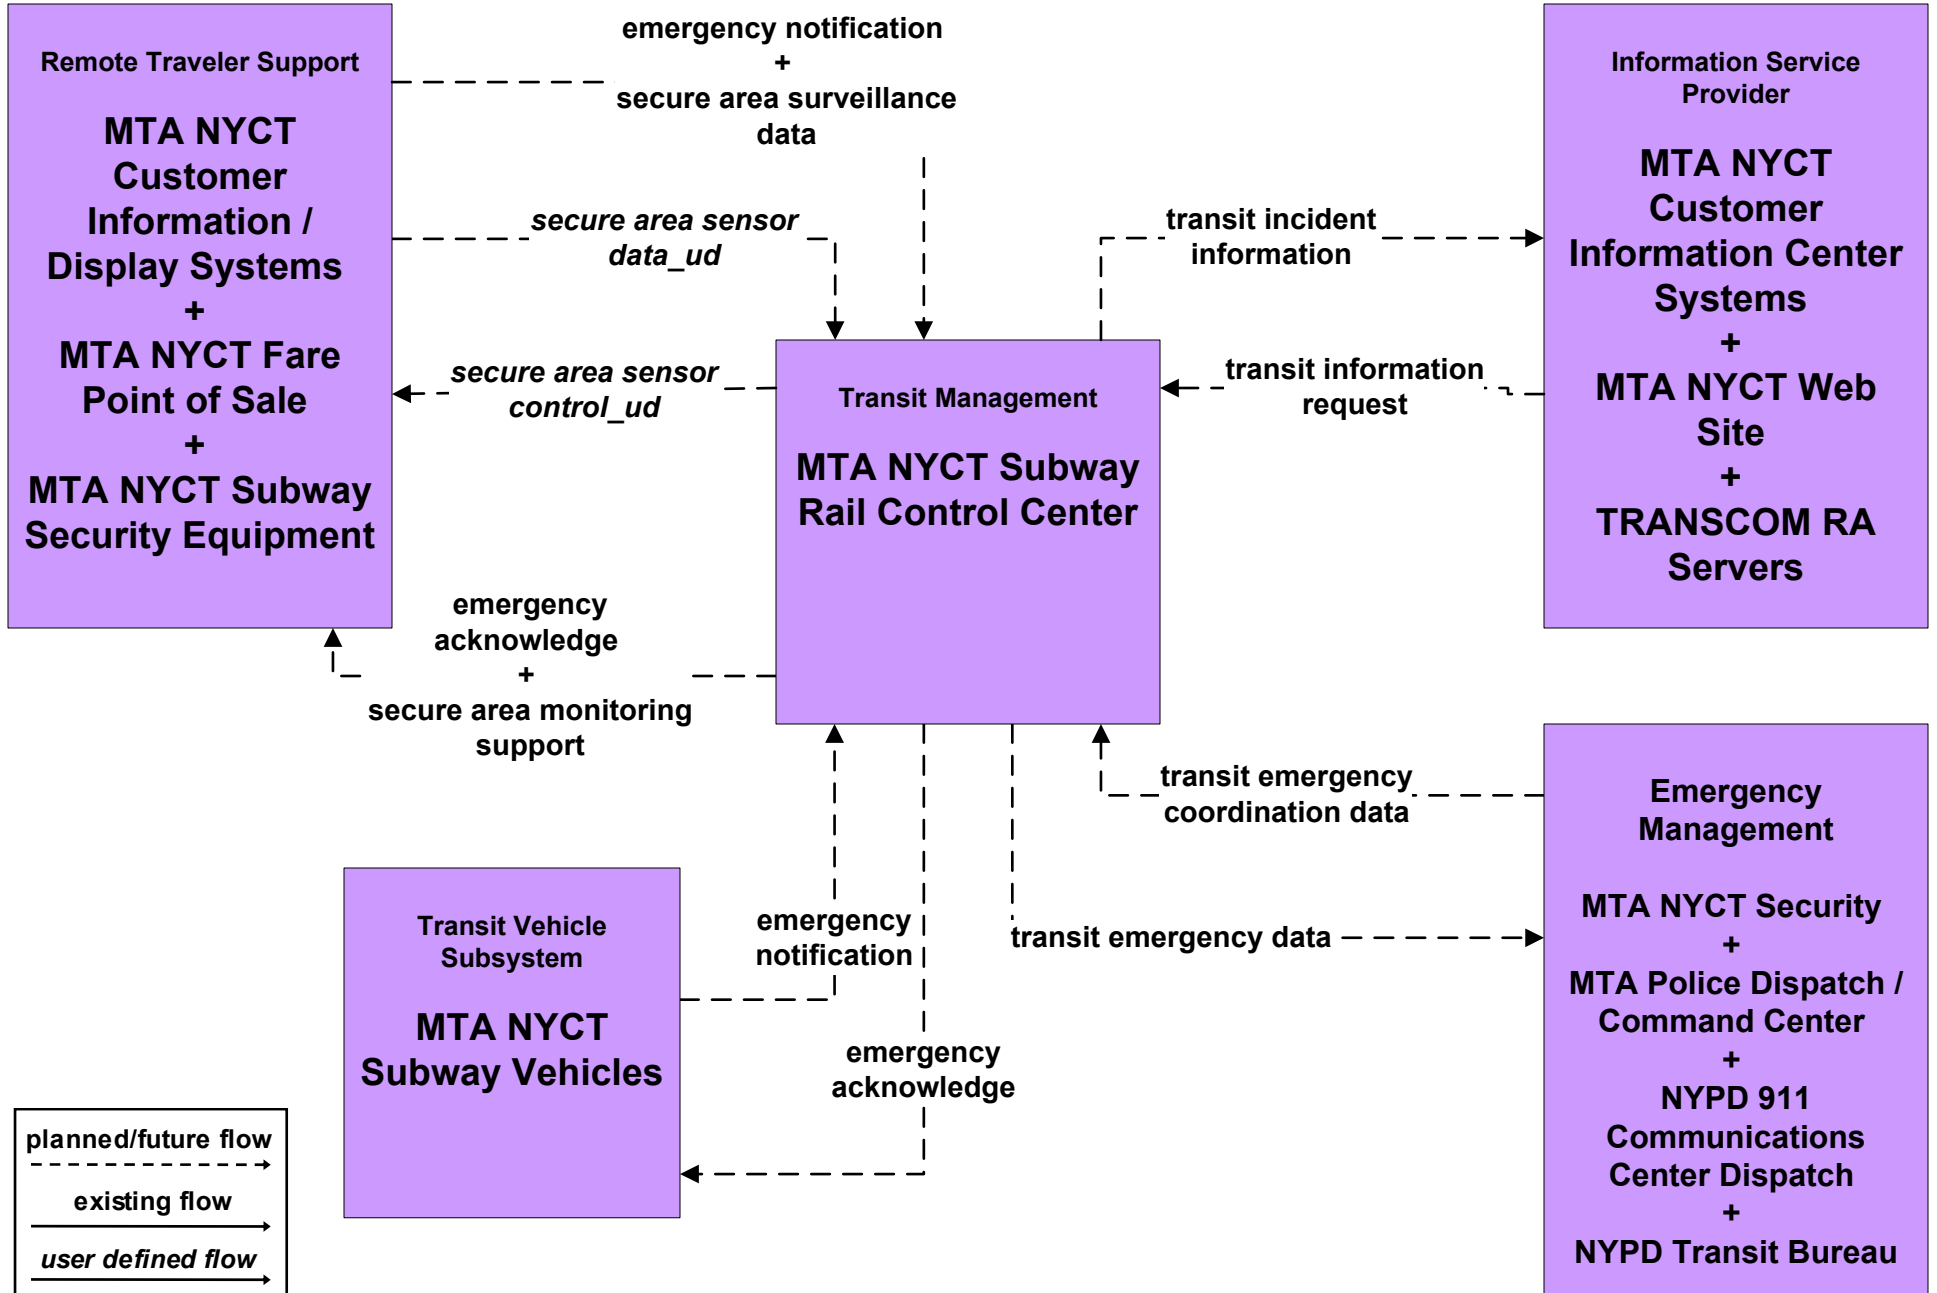 Remote Traveler Support
MTA NYCT
Customer
Information /
Display Systems
+
MTA NYCT Fare
Point of Sale
+
MTA NYCT Subway
Security Equipment
emergency notification
+
secure area surveillance
data
secure area sensor
data_ud
secure area sensor
control_ud
emergency
acknowledge
+
secure area monitoring
support
Transit Management
MTA NYCT Subway
Rail Control Center
transit incident
information
transit information
request
Information Service
Provider
MTA NYCT
Customer
Information Center
Systems
+
MTA NYCT Web
Site
+
TRANSCOM RA
Servers
transit emergency
coordination data
transit emergency data
Emergency
Management
MTA NYCT Security
+
MTA Police Dispatch /
Command Center
+
NYPD 911
Communications
Center Dispatch
+
NYPD Transit Bureau
Transit Vehicle
Subsystem
MTA NYCT
Subway Vehicles
emergency
notification
emergency
acknowledge
planned/future flow
existing flow
user defined flow